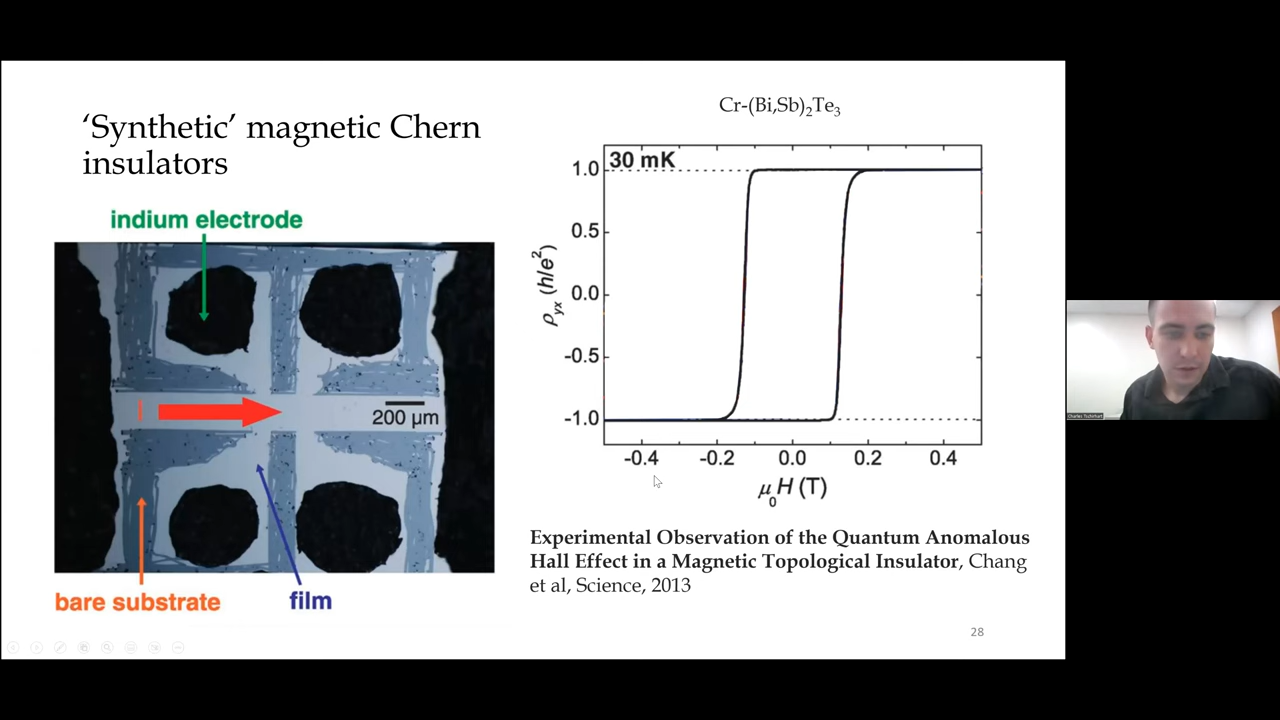 ‘Synthetic’ magnetic Chern
insulators
indium electrode
I
200 μm
bare substrate
film
Cr-(Bi,Sb)₂Te₃
30 mK
1.0
0.5
0.0
-0.5
-1.0
ρyx (h/e²)
-0.4 -0.2 0.0 0.2 0.4
μ₀H (T)
Experimental Observation of the Quantum Anomalous
Hall Effect in a Magnetic Topological Insulator, Chang
et al, Science, 2013
28